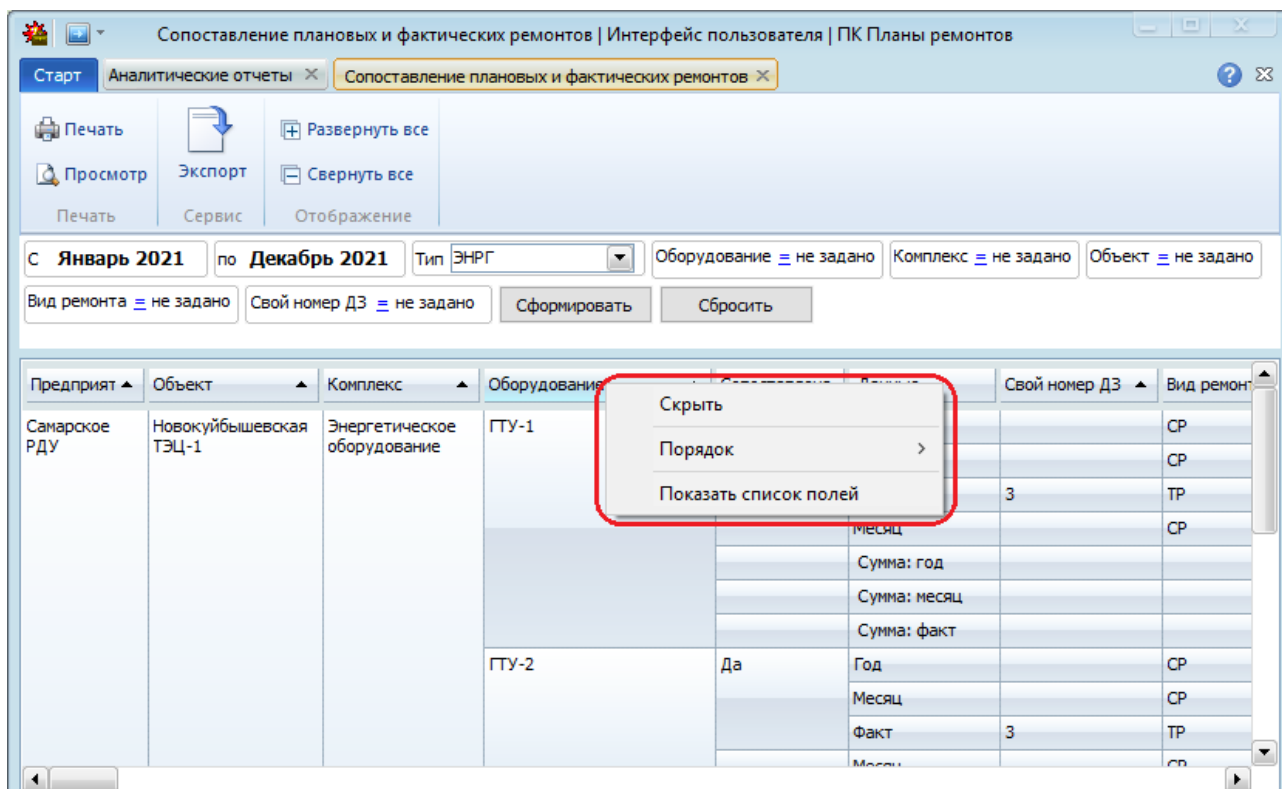 Сопоставление плановых и фактических ремонтов | Интерфейс пользователя | ПК Планы ремонтов
Старт Аналитические отчеты Сопоставление плановых и фактических ремонтов
Печать Развернуть все
Просмотр Экспорт Свернуть все
Печать Сервис Отображение
С Январь 2021 по Декабрь 2021 Тип ЭНРГ Оборудование = не задано Комплекс = не задано Объект = не задано
Вид ремонта = не задано Свой номер ДЗ = не задано Сформировать Сбросить
Предприят Объект Комплекс Оборудование Свой номер ДЗ Вид ремонт
Скрыть
Самарское Новокуйбышевская Энергетическое ГТУ-1 СР
РДУ ТЭЦ-1 оборудование
Порядок СР
Показать список полей 3 ТР
Месяц СР
Сумма: год
Сумма: месяц
Сумма: факт
ГТУ-2 Да Год СР
Месяц СР
Факт 3 ТР
Месяц СР